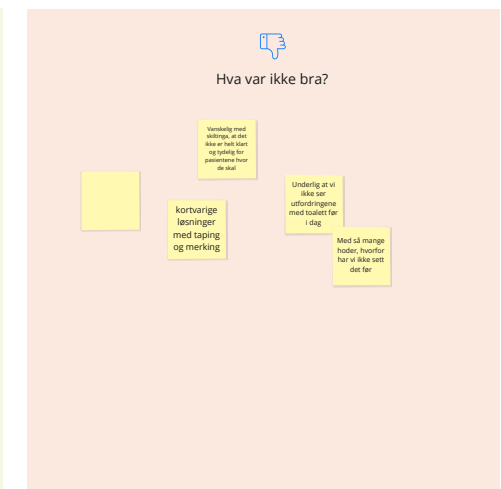 Hva var ikke bra?
Vanskelig med
skiltinga, at det
ikke er helt klart
og tydelig for
pasientene hvor
de skal
kortvarige
løsninger
med taping
og merking
Underlig at vi
ikke ser
utfordringene
med toalett før
i dag
Med så mange
hoder, hvorfor
har vi ikke sett
det før